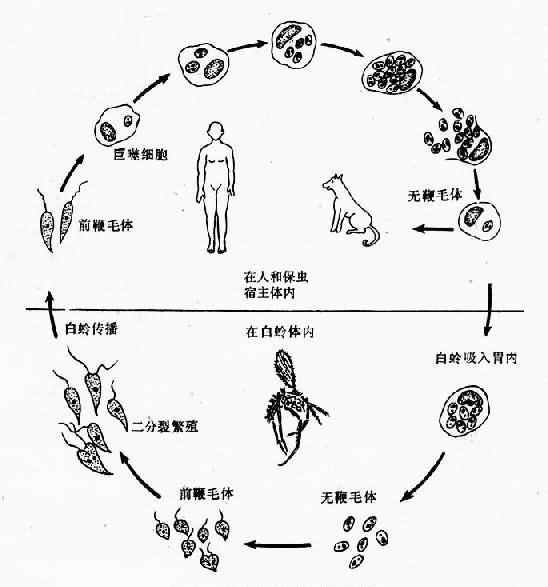 巨噬细胞
前鞭毛体
无鞭毛体
在人和保虫
宿主体内
白蛉传播
在白蛉体内
白蛉吸入胃内
二分裂繁殖
前鞭毛体
无鞭毛体